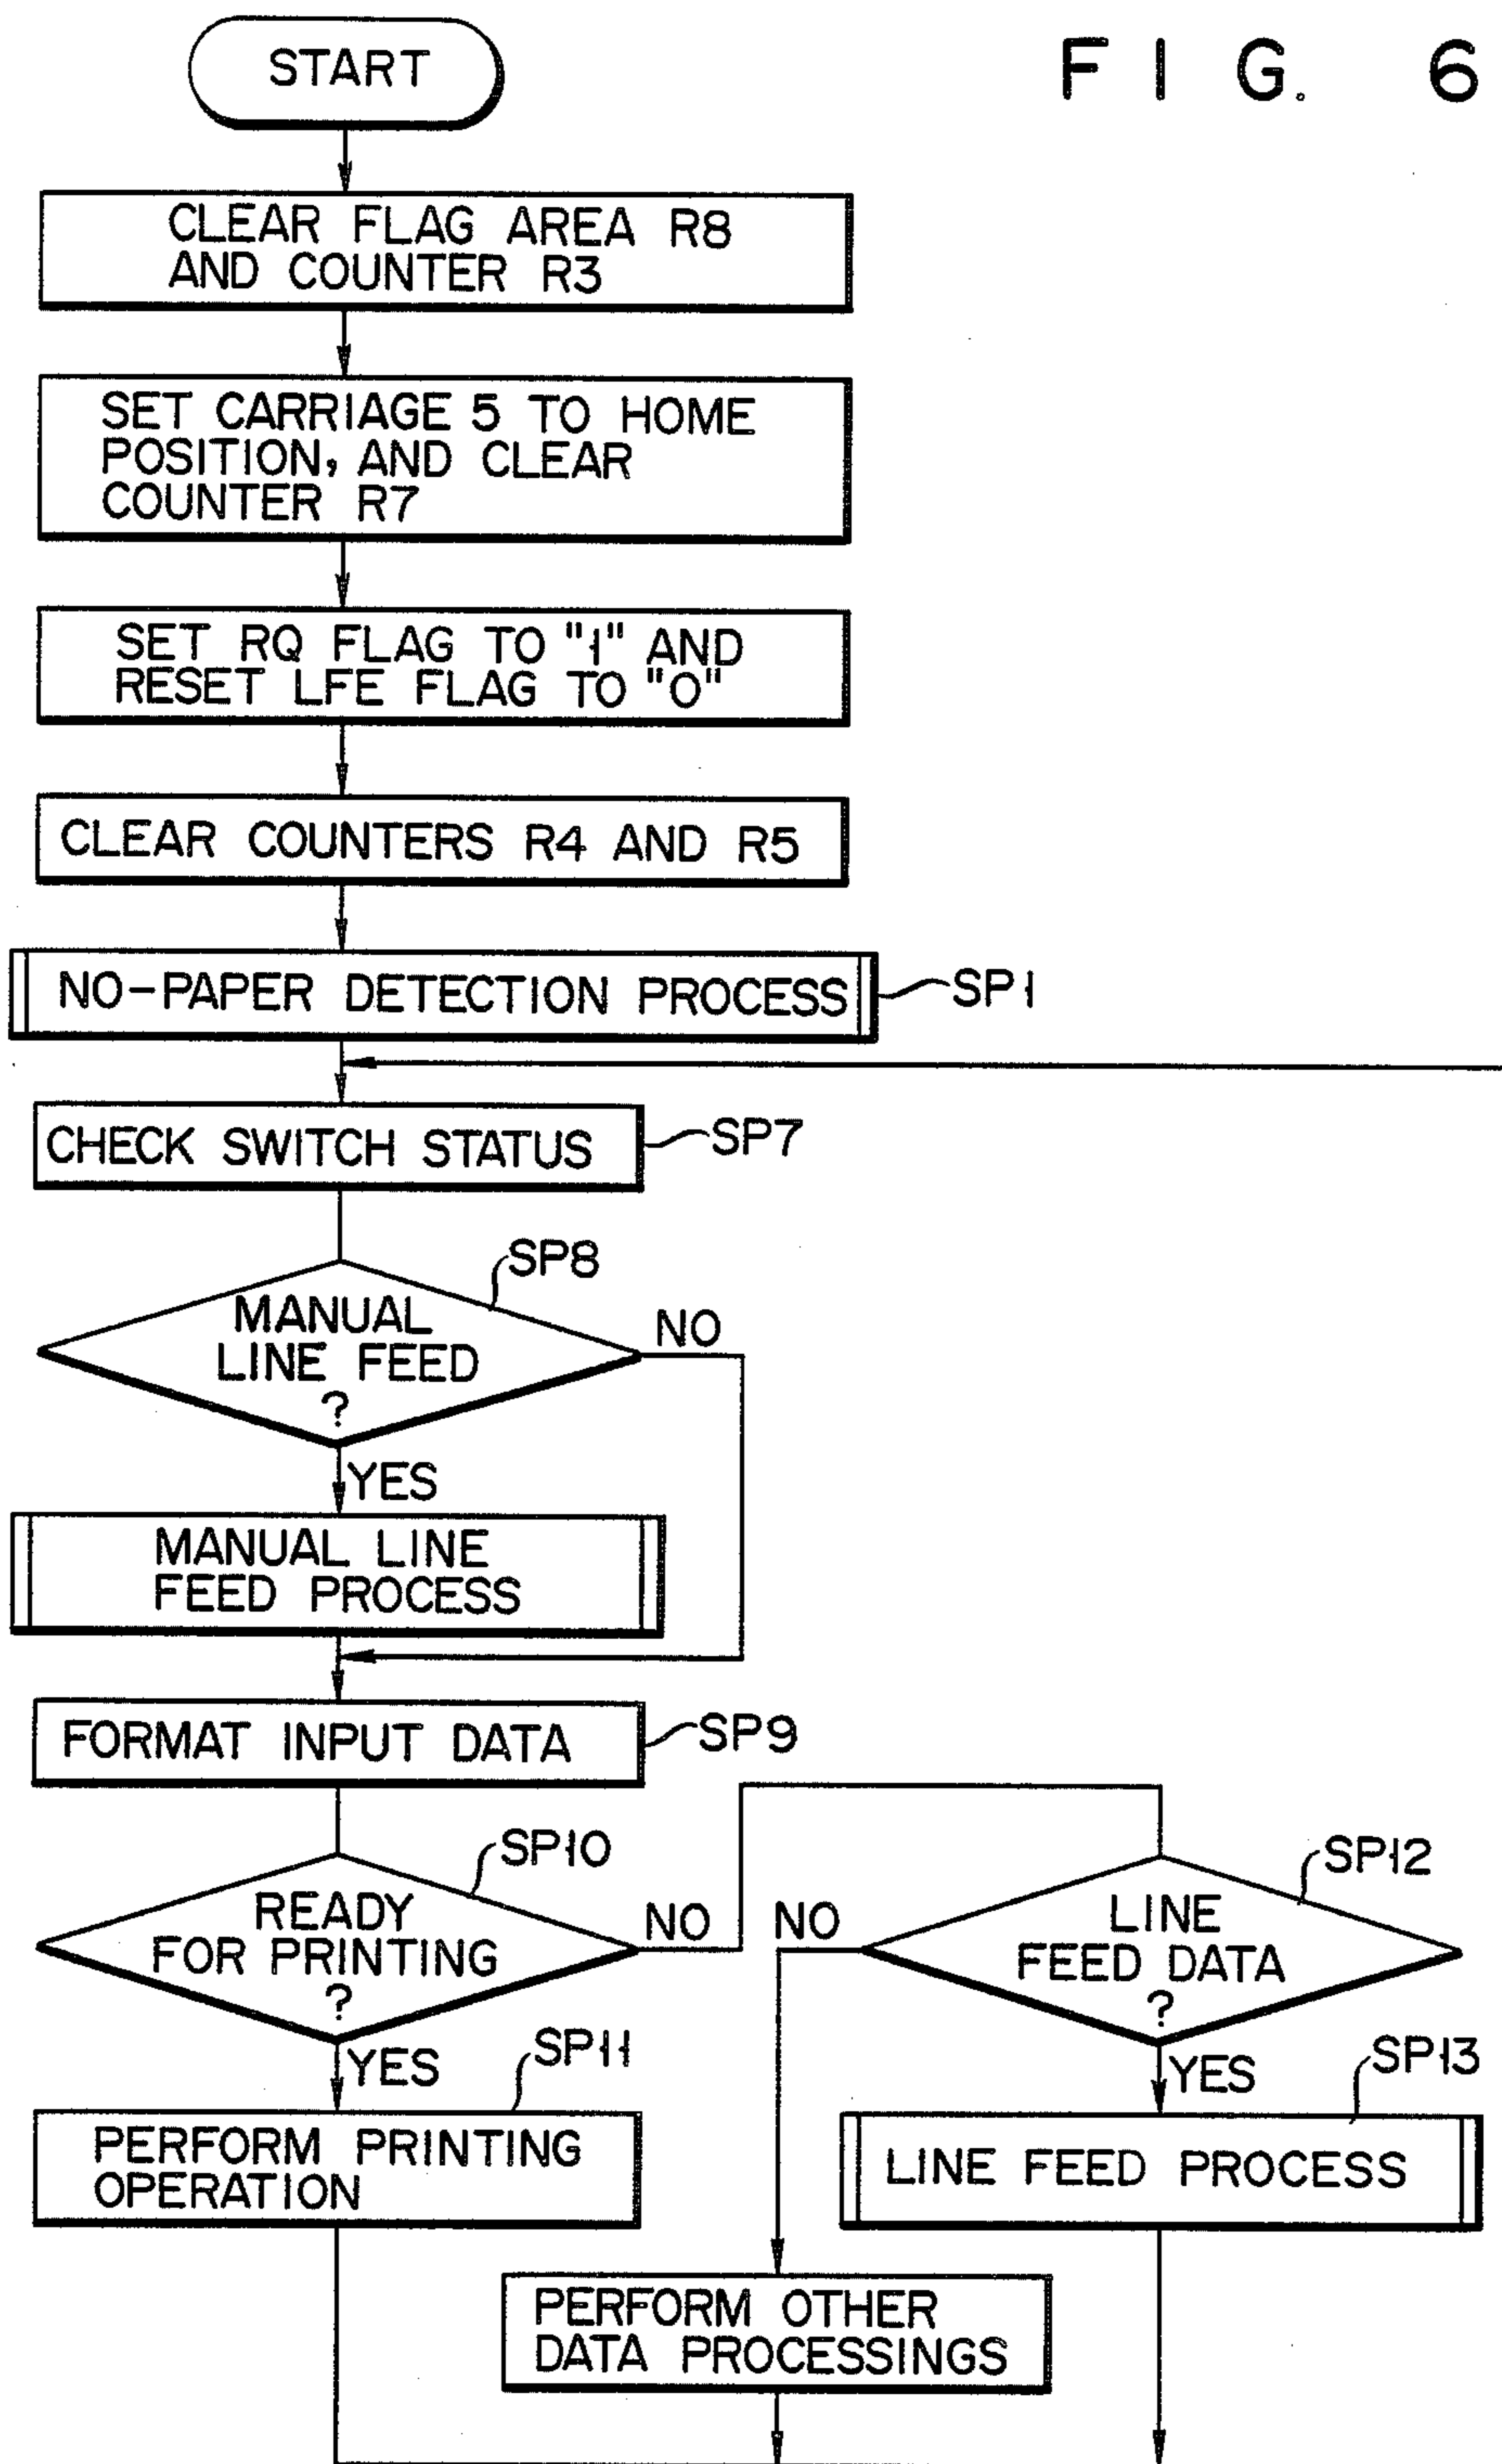 F I G. 6
START
CLEAR FLAG AREA R8
AND COUNTER R3
SET CARRIAGE 5 TO HOME
POSITION, AND CLEAR
COUNTER R7
SET RQ FLAG TO "1" AND
RESET LFE FLAG TO "0"
CLEAR COUNTERS R4 AND R5
NO-PAPER DETECTION PROCESS
SP1
CHECK SWITCH STATUS
SP7
SP8
MANUAL
LINE FEED
?
NO
YES
MANUAL LINE
FEED PROCESS
FORMAT INPUT DATA
SP9
SP10
READY
FOR PRINTING
?
NO
YES
SP11
PERFORM PRINTING
OPERATION
SP12
LINE
FEED DATA
?
NO
YES
SP13
LINE FEED PROCESS
PERFORM OTHER
DATA PROCESSINGS